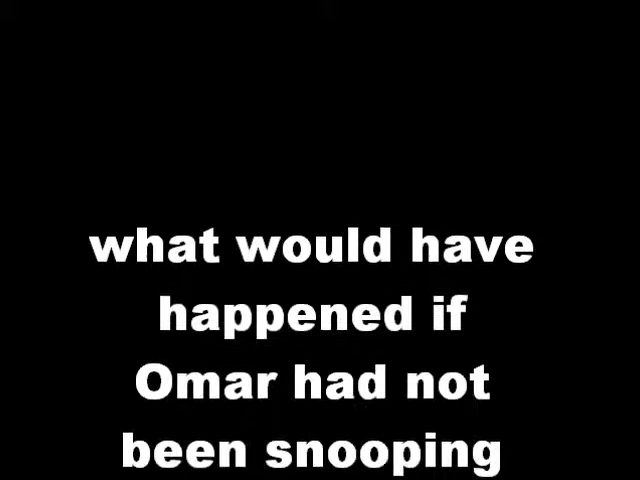 what would have
happened if
Omar had not
been snooping